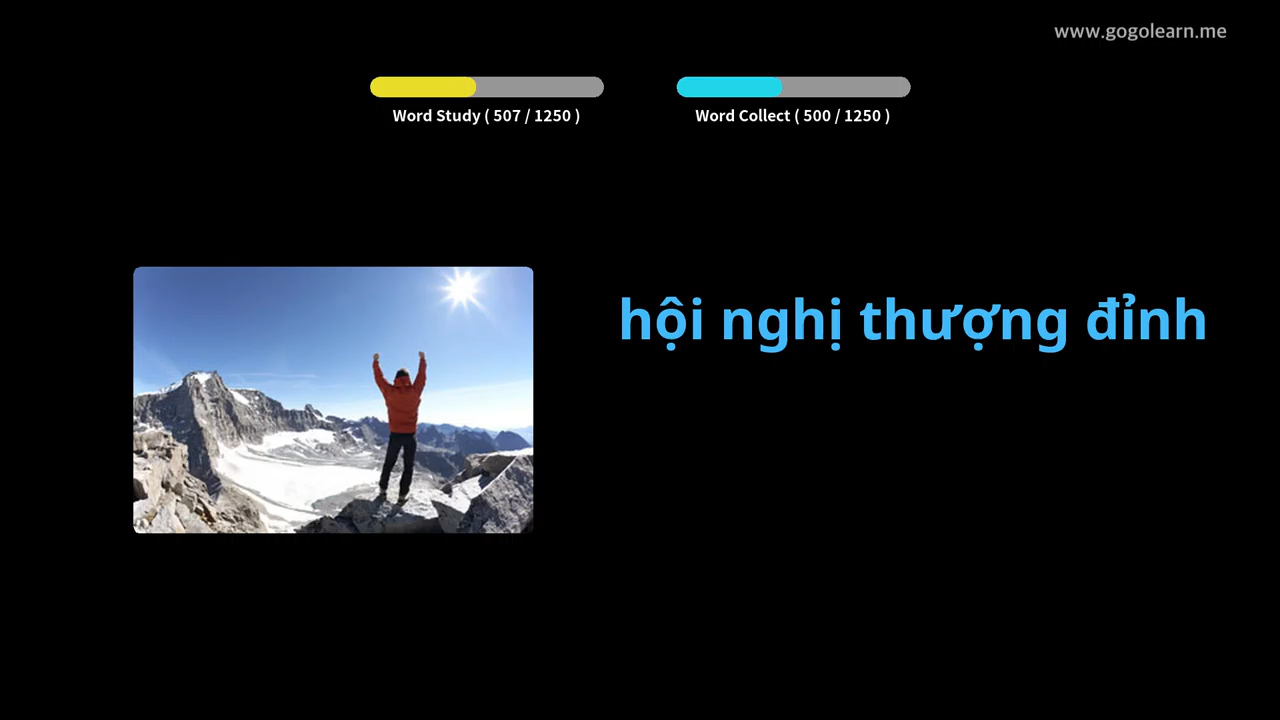 www.gogolearn.me
Word Study ( 507 / 1250 )
Word Collect ( 500 / 1250 )
hội nghị thượng đỉnh